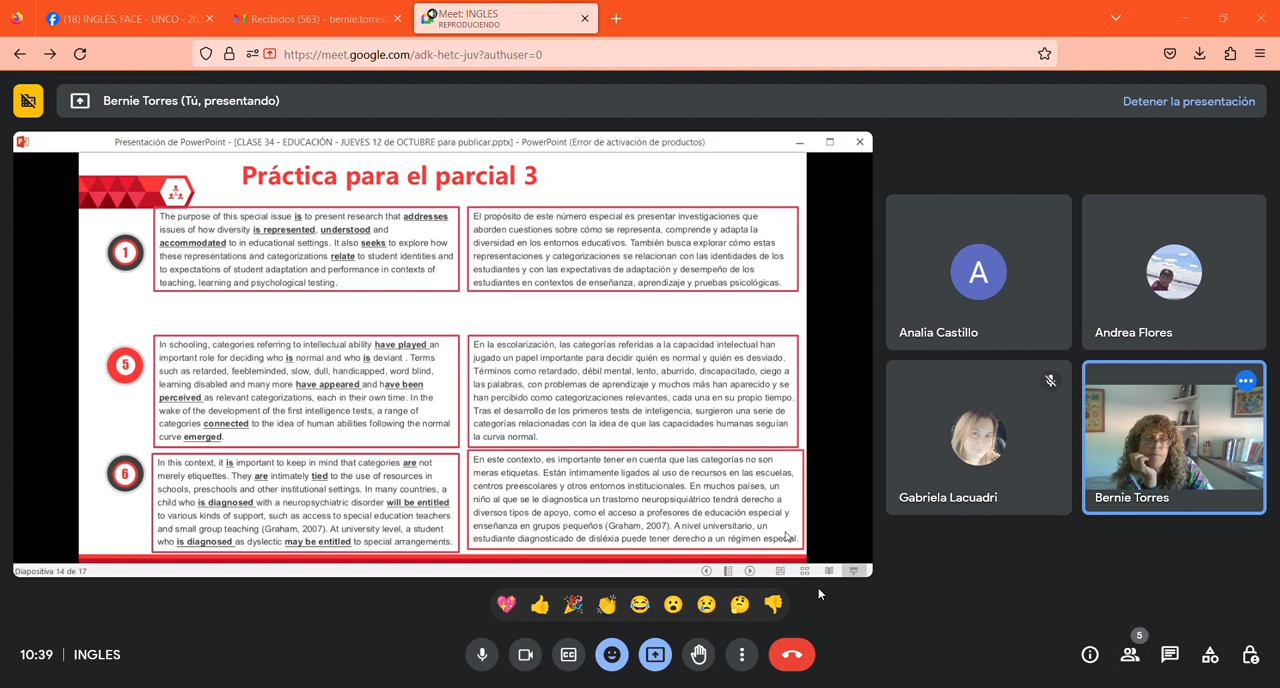 (18) INGLÉS, FACE - UNCO - 20
Recibidos (563) - bernie.torres
Meet: INGLES
REPRODUCIENDO
https://meet.google.com/adk-hetc-juv?authuser=0
Bernie Torres (Tú, presentando)
Detener la presentación
Presentación de PowerPoint - [CLASE 34 - EDUCACIÓN - JUEVES 12 de OCTUBRE para publicar.pptx] - PowerPoint (Error de activación de productos)
Práctica para el parcial 3
1
The purpose of this special issue is to present research that addresses
issues of how diversity is represented, understood and
accommodated to in educational settings. It also seeks to explore how
these representations and categorizations relate to student identities and
to expectations of student adaptation and performance in contexts of
teaching, learning and psychological testing.
El propósito de este número especial es presentar investigaciones que
aborden cuestiones sobre cómo se representa, comprende y adapta la
diversidad en los entornos educativos. También busca explorar cómo estas
representaciones y categorizaciones se relacionan con las identidades de los
estudiantes y con las expectativas de adaptación y desempeño de los
estudiantes en contextos de enseñanza, aprendizaje y pruebas psicológicas.
5
In schooling, categories referring to intellectual ability have played an
important role for deciding who is normal and who is deviant . Terms
such as retarded, feebleminded, slow, dull, handicapped, word blind,
learning disabled and many more have appeared and have been
perceived as relevant categorizations, each in their own time. In the
wake of the development of the first intelligence tests, a range of
categories connected to the idea of human abilities following the normal
curve emerged.
En la escolarización, las categorías referidas a la capacidad intelectual han
jugado un papel importante para decidir quién es normal y quién es desviado.
Términos como retardado, débil mental, lento, aburrido, discapacitado, ciego a
las palabras, con problemas de aprendizaje y muchos más han aparecido y se
han percibido como categorizaciones relevantes, cada una en su propio tiempo.
Tras el desarrollo de los primeros tests de inteligencia, surgieron una serie de
categorías relacionadas con la idea de que las capacidades humanas seguían
la curva normal.
6
In this context, it is important to keep in mind that categories are not
merely etiquettes. They are intimately tied to the use of resources in
schools, preschools and other institutional settings. In many countries, a
child who is diagnosed with a neuropsychiatric disorder will be entitled
to various kinds of support, such as access to special education teachers
and small group teaching (Graham, 2007). At university level, a student
who is diagnosed as dyslectic may be entitled to special arrangements.
En este contexto, es importante tener en cuenta que las categorías no son
meras etiquetas. Están íntimamente ligados al uso de recursos en las escuelas,
centros preescolares y otros entornos institucionales. En muchos países, un
niño al que se le diagnostica un trastorno neuropsiquiátrico tendrá derecho a
diversos tipos de apoyo, como el acceso a profesores de educación especial y
enseñanza en grupos pequeños (Graham, 2007). A nivel universitario, un
estudiante diagnosticado de disléxia puede tener derecho a un régimen especial.
Diapositiva 14 de 17
A
Analia Castillo
Andrea Flores
Gabriela Lacuadri
Bernie Torres
10:39 | INGLES
5